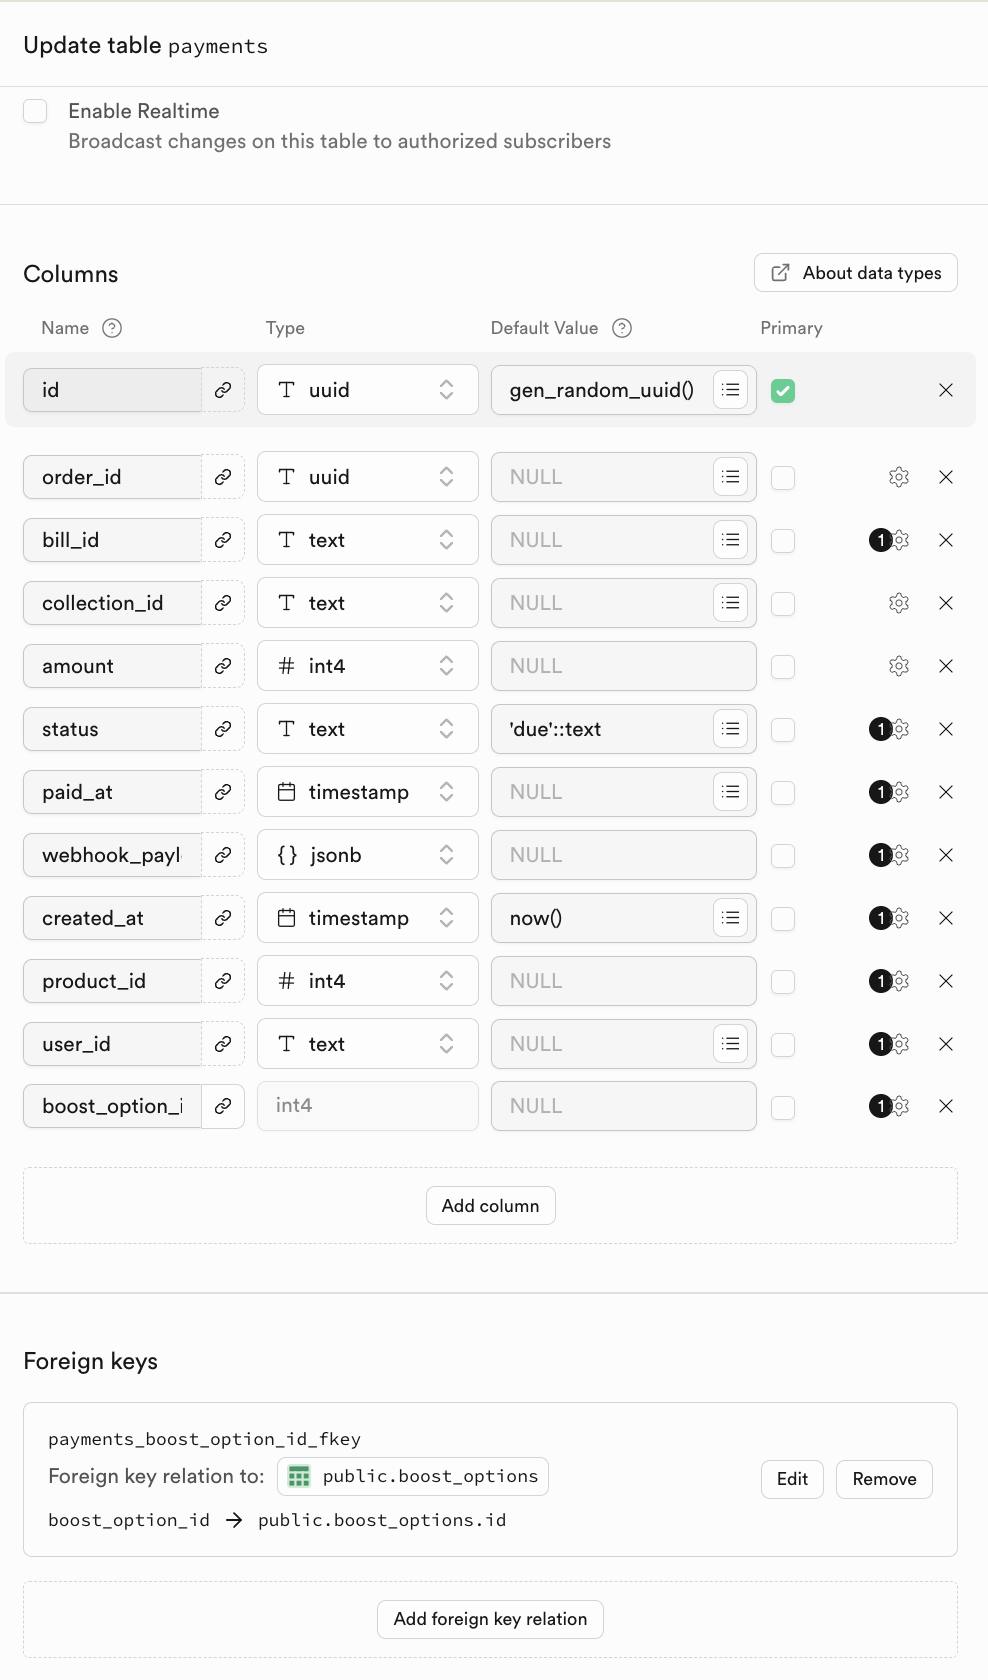 Update table payments
Enable Realtime
Broadcast changes on this table to authorized subscribers
Columns
About data types
Name ? Type Default Value ? Primary
id T uuid gen_random_uuid()
order_id T uuid NULL
bill_id T text NULL 1
collection_id T text NULL
amount # int4 NULL
status T text 'due'::text 1
paid_at timestamp NULL 1
webhook_payl {} jsonb NULL 1
created_at timestamp now() 1
product_id # int4 NULL 1
user_id T text NULL 1
boost_option_i int4 NULL 1
Add column
Foreign keys
payments_boost_option_id_fkey
Foreign key relation to: public.boost_options
Edit Remove
boost_option_id → public.boost_options.id
Add foreign key relation